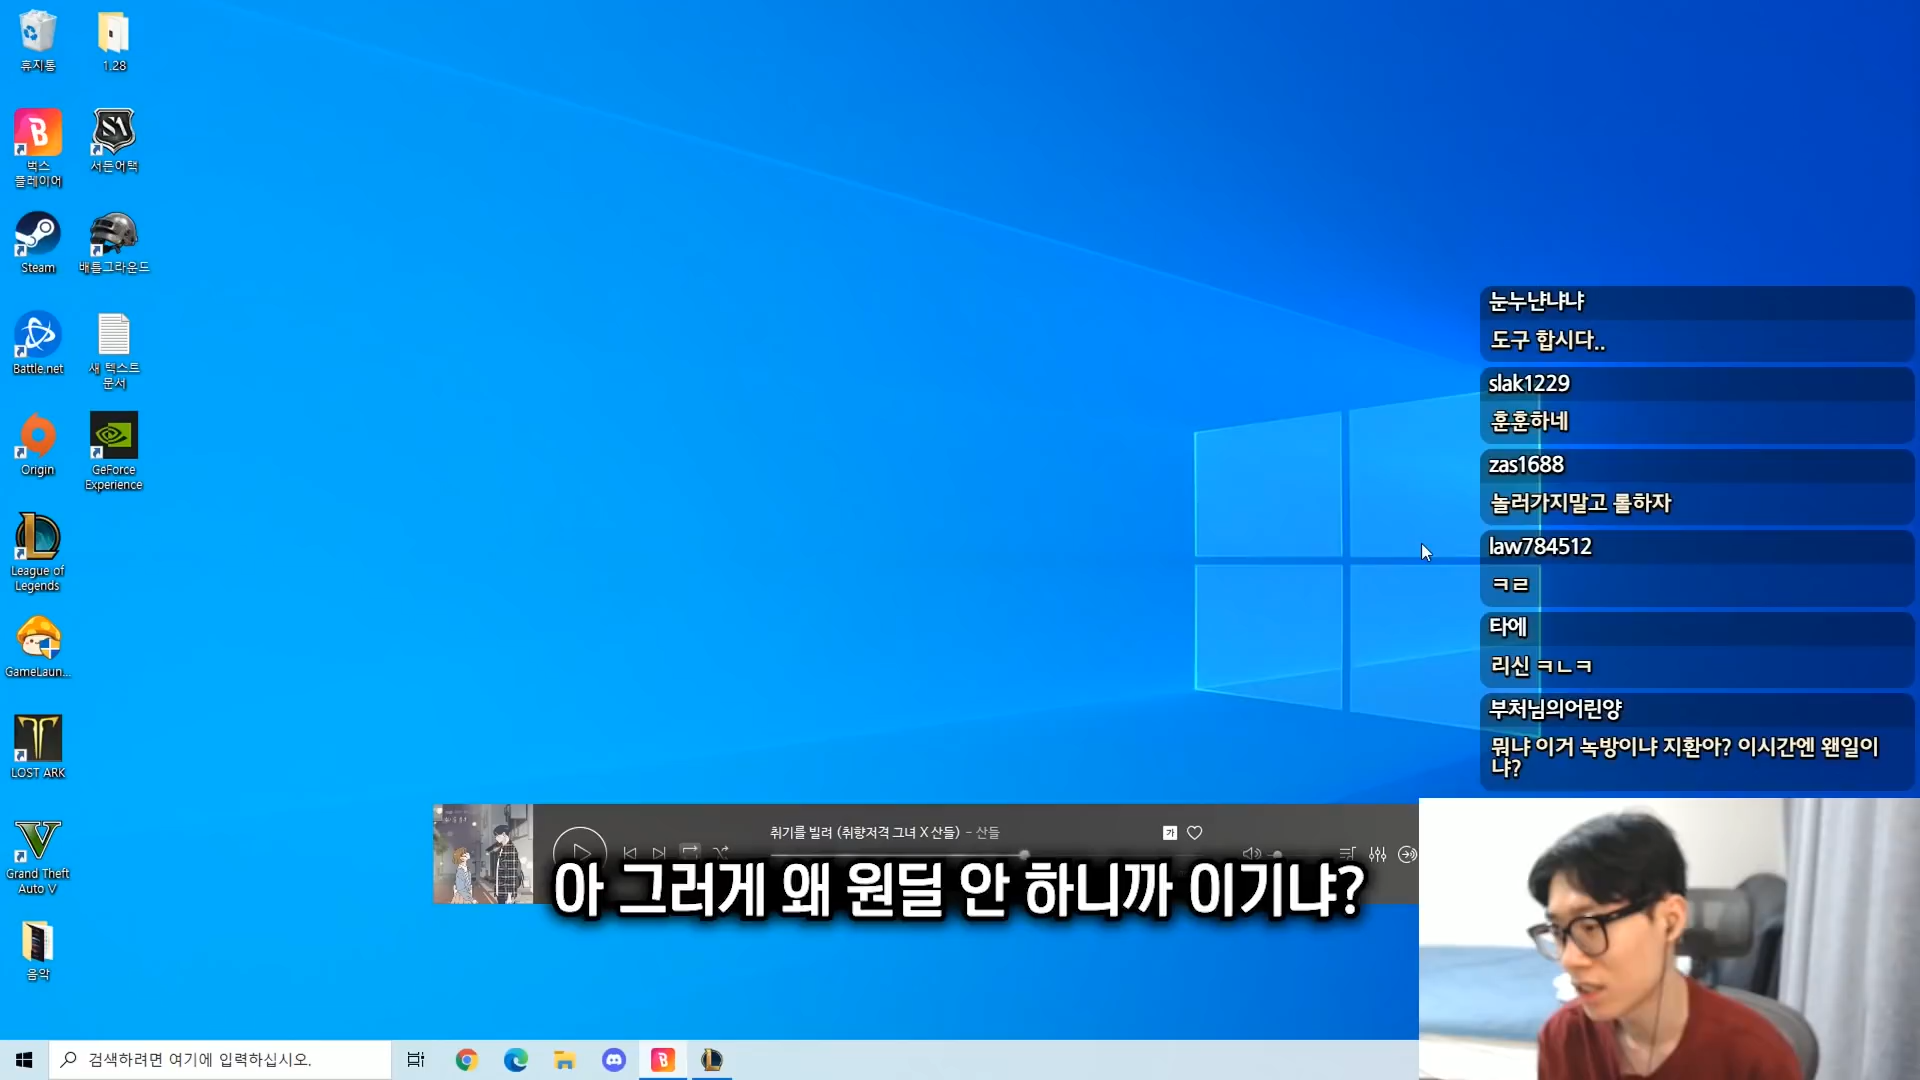 휴지통
1.28
벅스
플레이어
서든어택
Steam
배틀그라운드
Battle.net
새 텍스트
문서
Origin
GeForce
Experience
League of
Legends
GameLaun...
LOST ARK
Grand Theft
Auto V
음악
눈누냔냐냐
도구 합시다..
slak1229
훈훈하네
zas1688
놀러가지말고 롤하자
law784512
ㅋㄹ
타에
리신 ㅋㄴㅋ
부처님의어린양
뭐냐 이거 녹방이냐 지환아? 이시간엔 왠일이
냐?
취기를 빌려 (취향저격 그녀 X 산들) - 산들
가
아 그러게 왜 원딜 안 하니까 이기냐?
검색하려면 여기에 입력하십시오.